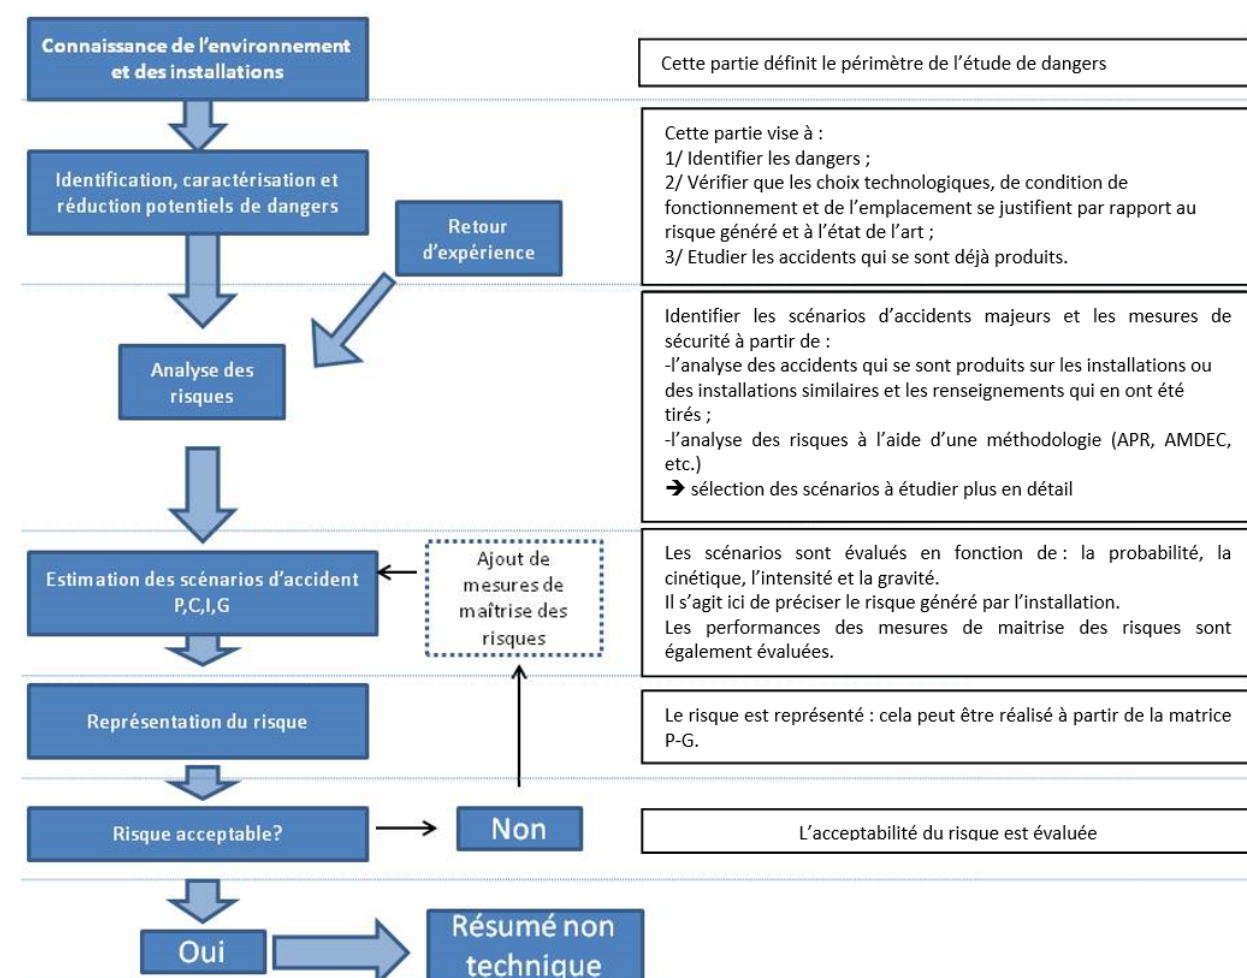 Connaissance de l'environnement
et des installations
Cette partie définit le périmètre de l'étude de dangers
Identification, caractérisation et
réduction potentiels de dangers
Retour
d'expérience
Cette partie vise à :
1/ Identifier les dangers ;
2/ Vérifier que les choix technologiques, de condition de
fonctionnement et de l'emplacement se justifient par rapport au
risque généré et à l'état de l'art ;
3/ Etudier les accidents qui se sont déjà produits.
Analyse des
risques
Identifier les scénarios d'accidents majeurs et les mesures de
sécurité à partir de :
-l'analyse des accidents qui se sont produits sur les installations ou
des installations similaires et les renseignements qui en ont été
tirés ;
-l'analyse des risques à l'aide d'une méthodologie (APR, AMDEC,
etc.)
➔ sélection des scénarios à étudier plus en détail
Estimation des scénarios d'accident
P,C,I,G
Ajout de
mesures de
maîtrise des
risques
Les scénarios sont évalués en fonction de : la probabilité, la
cinétique, l'intensité et la gravité.
Il s'agit ici de préciser le risque généré par l'installation.
Les performances des mesures de maitrise des risques sont
également évaluées.
Représentation du risque
Le risque est représenté : cela peut être réalisé à partir de la matrice
P-G.
Risque acceptable?
Non
L'acceptabilité du risque est évaluée
Oui
Résumé non
technique